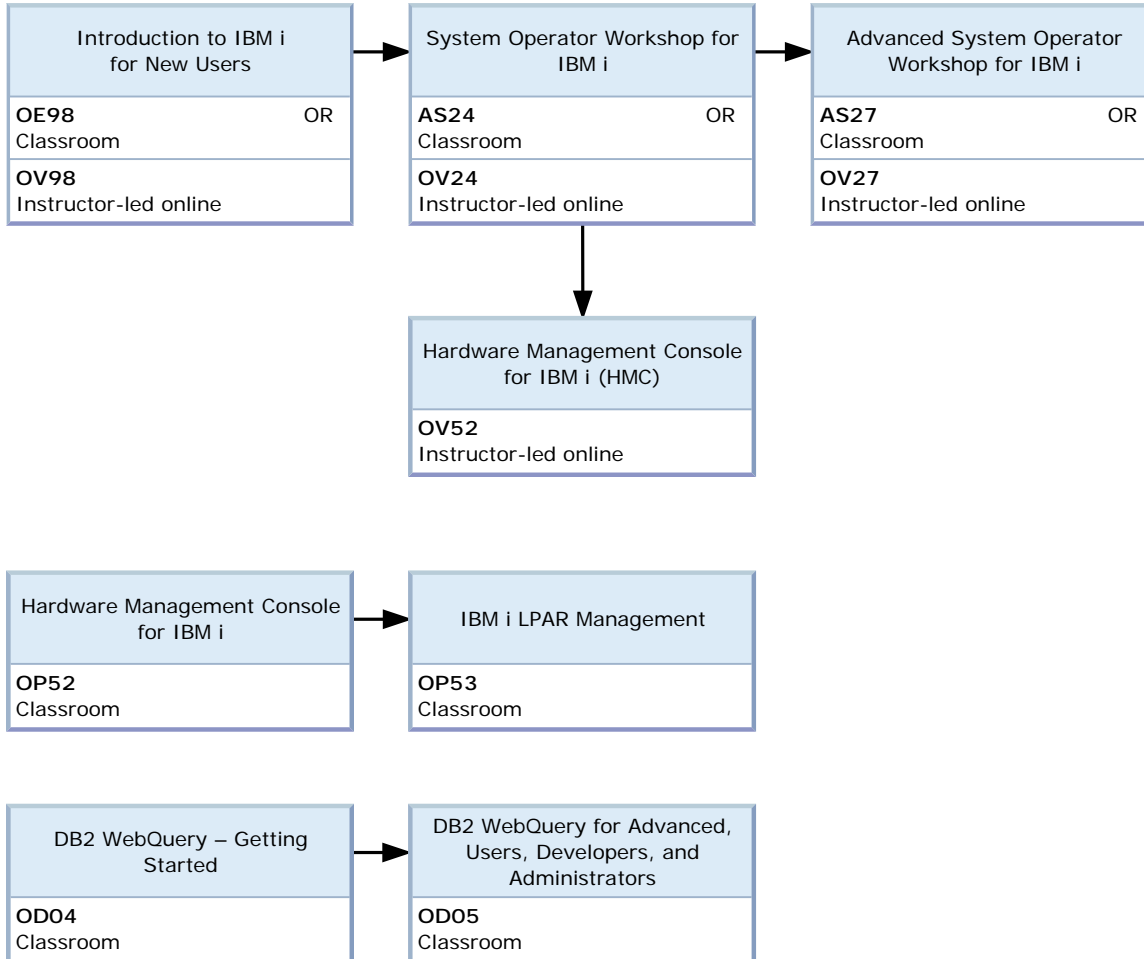 Introduction to IBM i
for New Users
OE98 OR
Classroom
OV98
Instructor-led online
System Operator Workshop for
IBM i
AS24 OR
Classroom
OV24
Instructor-led online
Advanced System Operator
Workshop for IBM i
AS27 OR
Classroom
OV27
Instructor-led online
Hardware Management Console
for IBM i (HMC)
OV52
Instructor-led online
Hardware Management Console
for IBM i
OP52
Classroom
IBM i LPAR Management
OP53
Classroom
DB2 WebQuery – Getting
Started
OD04
Classroom
DB2 WebQuery for Advanced,
Users, Developers, and
Administrators
OD05
Classroom